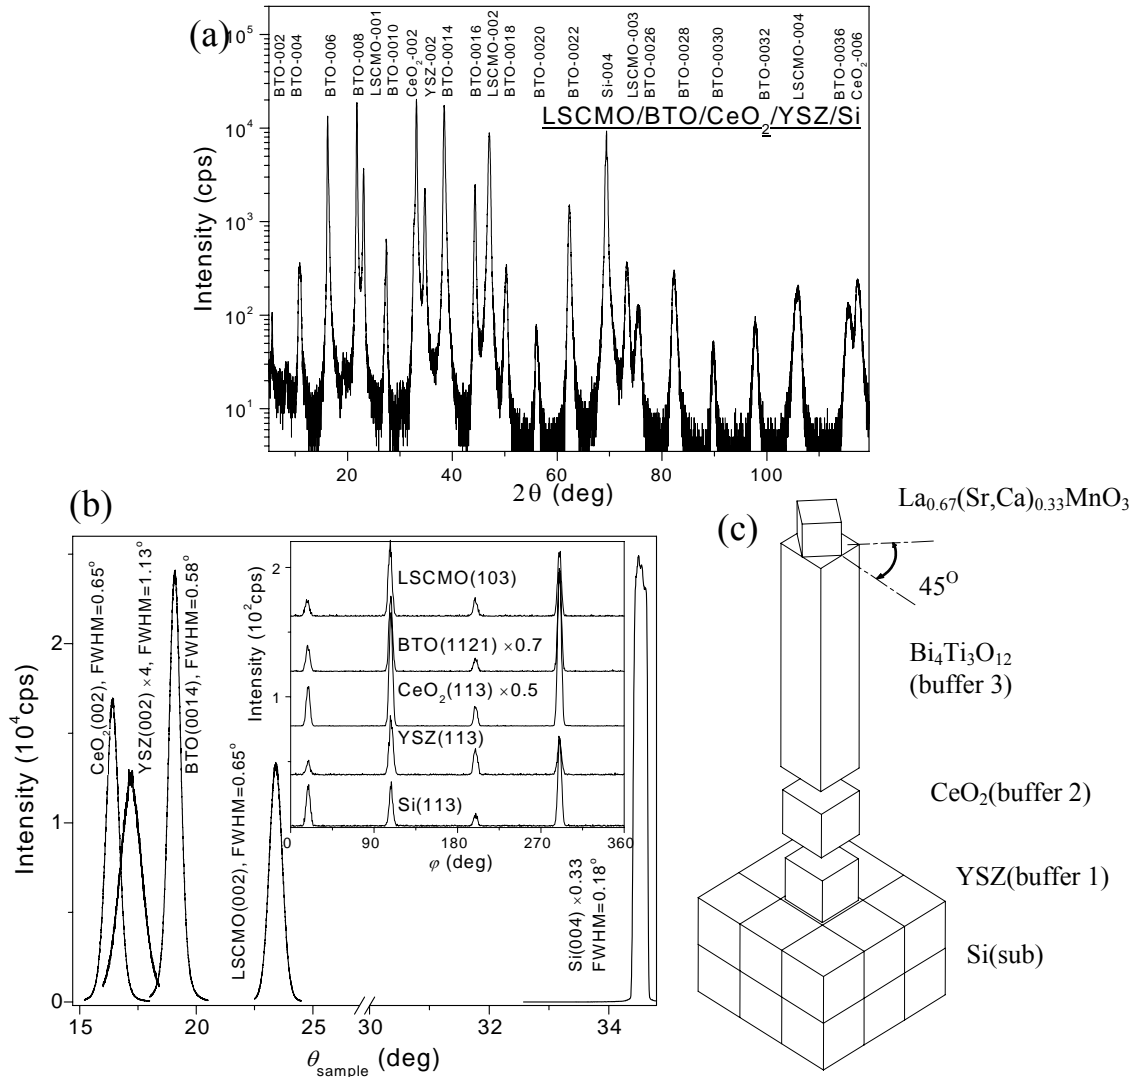 (a)
10^5
10^4
10^3
10^2
10^1
Intensity (cps)
BTO-002
BTO-004
BTO-006
BTO-008
LSCMO-001
BTO-0010
CeO₂-002
YSZ-002
BTO-0014
BTO-0016
LSCMO-002
BTO-0018
BTO-0020
BTO-0022
Si-004
LSCMO-003
BTO-0026
BTO-0028
BTO-0030
BTO-0032
LSCMO-004
BTO-0036
CeO₂-006
LSCMO/BTO/CeO₂/YSZ/Si
20 40 60 80 100
2θ (deg)
(b)
Intensity (10^4cps)
2
1
0
CeO₂(002), FWHM=0.65°
YSZ(002) ×4, FWHM=1.13°
BTO(0014), FWHM=0.58°
LSCMO(002), FWHM=0.65°
Si(004) ×0.33
FWHM=0.18°
Intensity (10^2cps)
2
1
LSCMO(103)
BTO(1121) ×0.7
CeO₂(113) ×0.5
YSZ(113)
Si(113)
0 90 180 270 360
φ (deg)
15 20 25 30 32 34
θsample (deg)
(c)
La₀.₆₇(Sr,Ca)₀.₃₃MnO₃
45^O
Bi₄Ti₃O₁₂
(buffer 3)
CeO₂(buffer 2)
YSZ(buffer 1)
Si(sub)